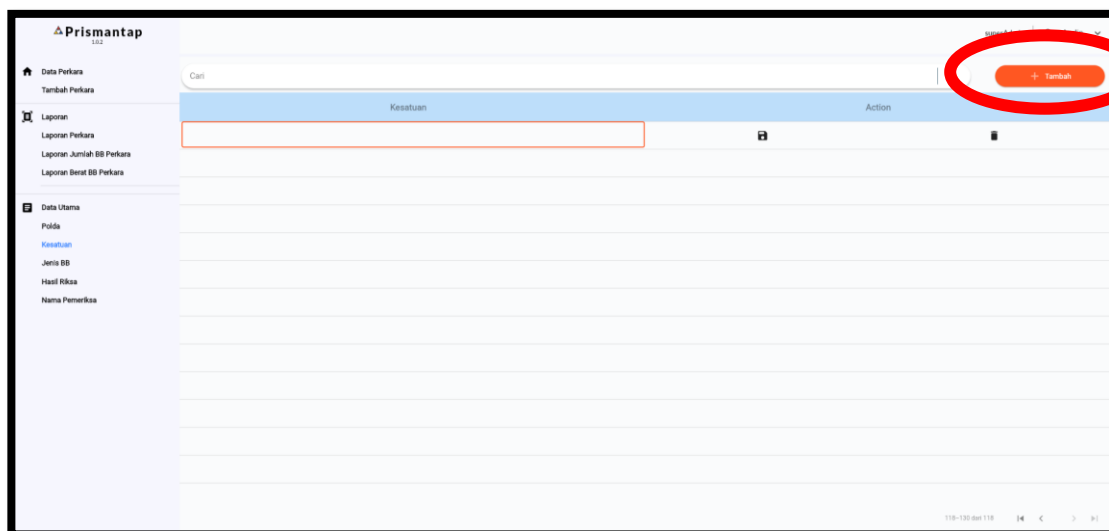 Prismantap
1.0.2
Data Perkara
Tambah Perkara
Laporan
Laporan Perkara
Laporan Jumlah BB Perkara
Laporan Berat BB Perkara
Data Utama
Polda
Kesatuan
Jenis BB
Hasil Riksa
Nama Pemeriksa
Cari
+ Tambah
Kesatuan Action
118–130 dari 118